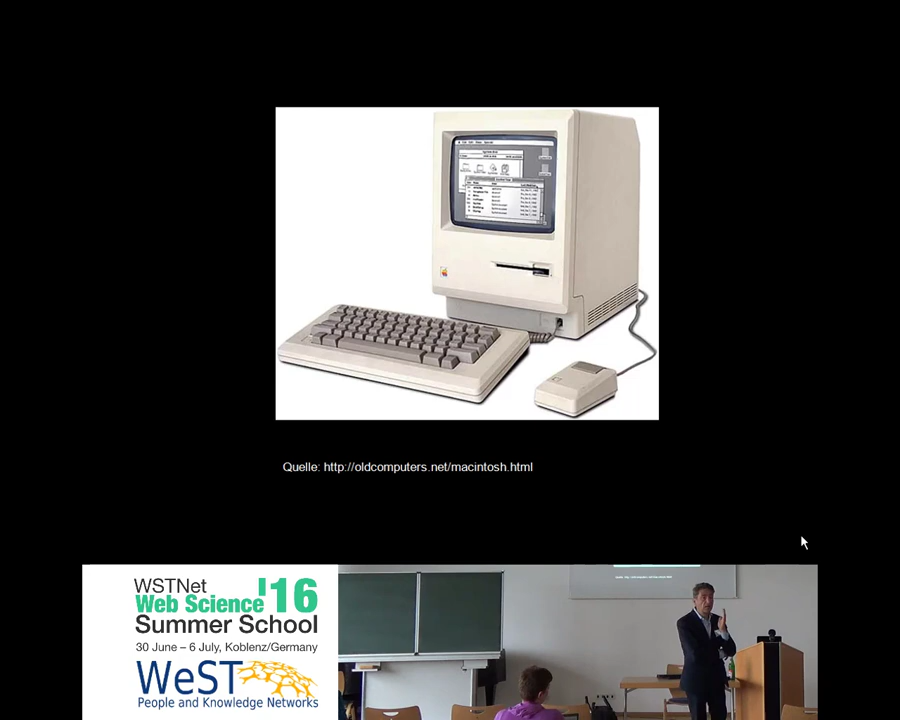 Quelle: http://oldcomputers.net/macintosh.html
WSTNet
Web Science '16
Summer School
30 June – 6 July, Koblenz/Germany
WeST
People and Knowledge Networks